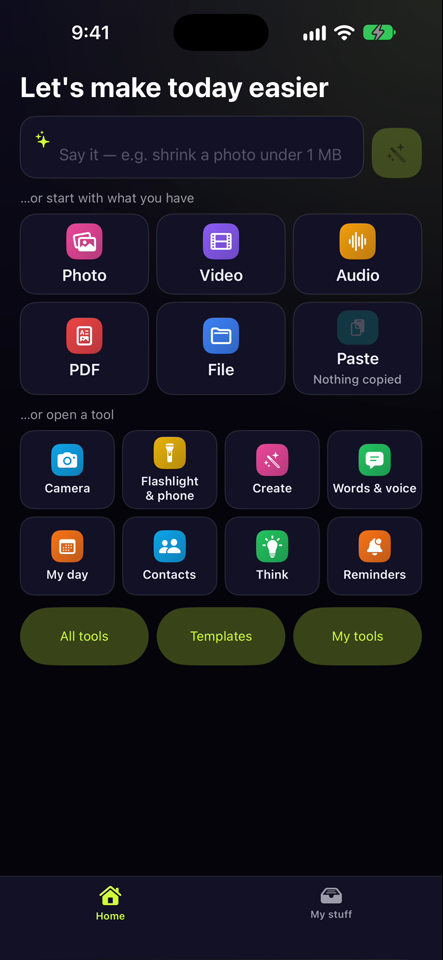 9:41
Let's make today easier
Say it — e.g. shrink a photo under 1 MB
...or start with what you have
Photo
Video
Audio
PDF
File
Paste
Nothing copied
...or open a tool
Camera
Flashlight
& phone
Create
Words & voice
My day
Contacts
Think
Reminders
All tools
Templates
My tools
Home
My stuff